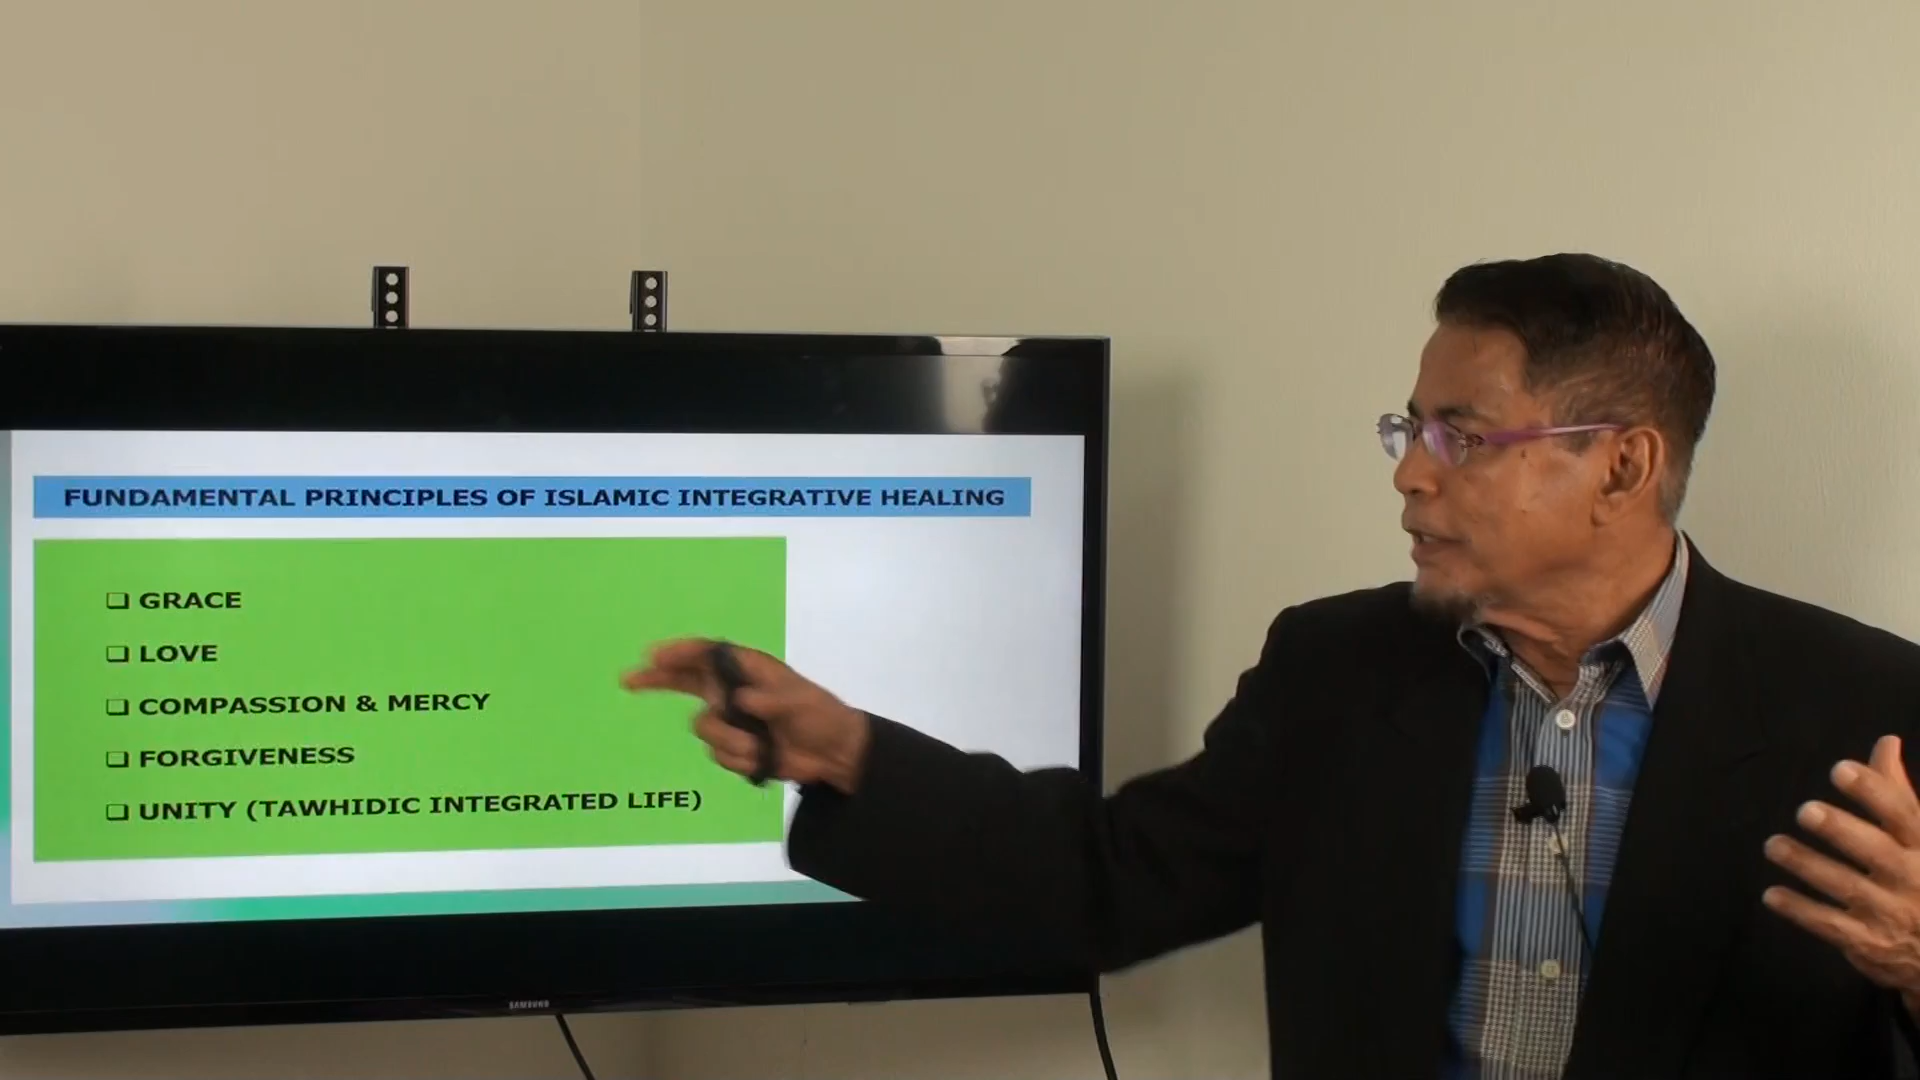 FUNDAMENTAL PRINCIPLES OF ISLAMIC INTEGRATIVE HEALING
❑ GRACE
❑ LOVE
❑ COMPASSION & MERCY
❑ FORGIVENESS
❑ UNITY (TAWHIDIC INTEGRATED LIFE)
SAMSUNG